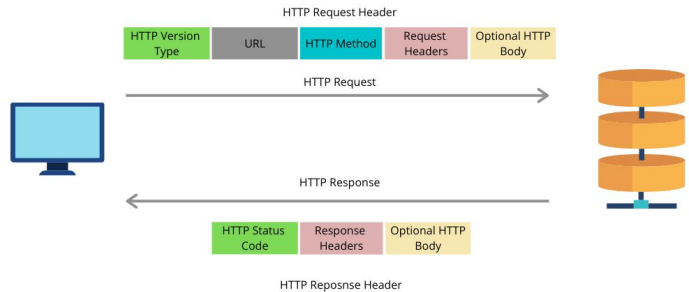 HTTP Request Header
HTTP Version
Type
URL
HTTP Method
Request
Headers
Optional HTTP
Body
HTTP Request
HTTP Response
HTTP Status
Code
Response
Headers
Optional HTTP
Body
HTTP Reposnse Header